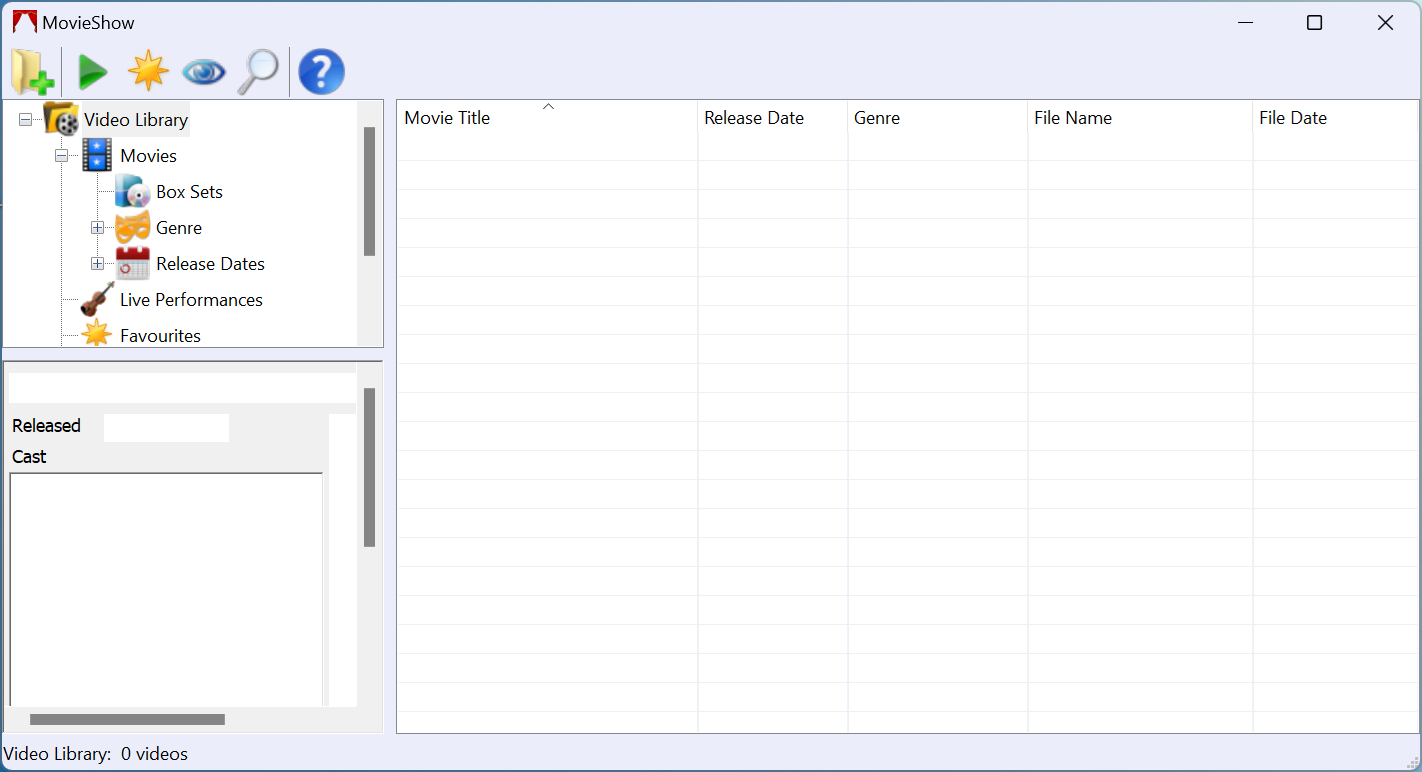 MovieShow
?
Video Library
Movies
Box Sets
Genre
Release Dates
Live Performances
Favourites
Released
Cast
Movie Title Release Date Genre File Name File Date
Video Library: 0 videos